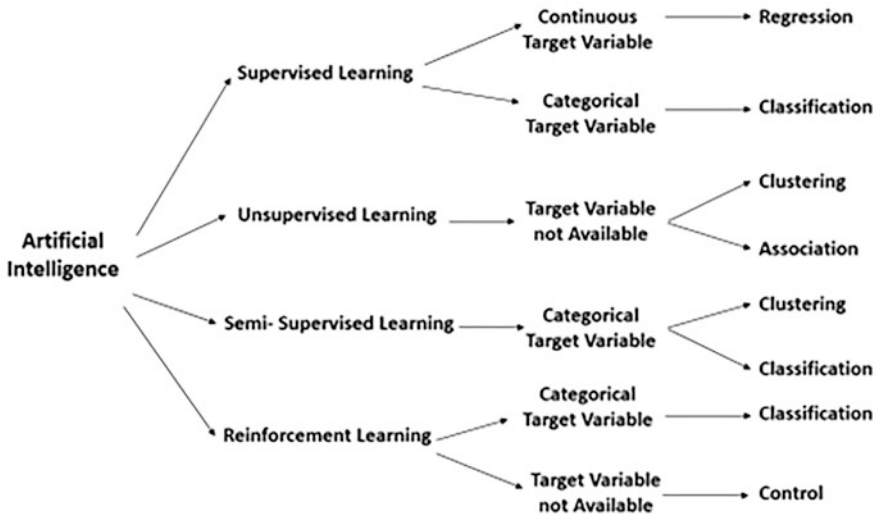 Artificial
Intelligence
Supervised Learning
Continuous
Target Variable
Regression
Categorical
Target Variable
Classification
Unsupervised Learning
Target Variable
not Available
Clustering
Association
Semi- Supervised Learning
Categorical
Target Variable
Clustering
Classification
Reinforcement Learning
Categorical
Target Variable
Classification
Target Variable
not Available
Control